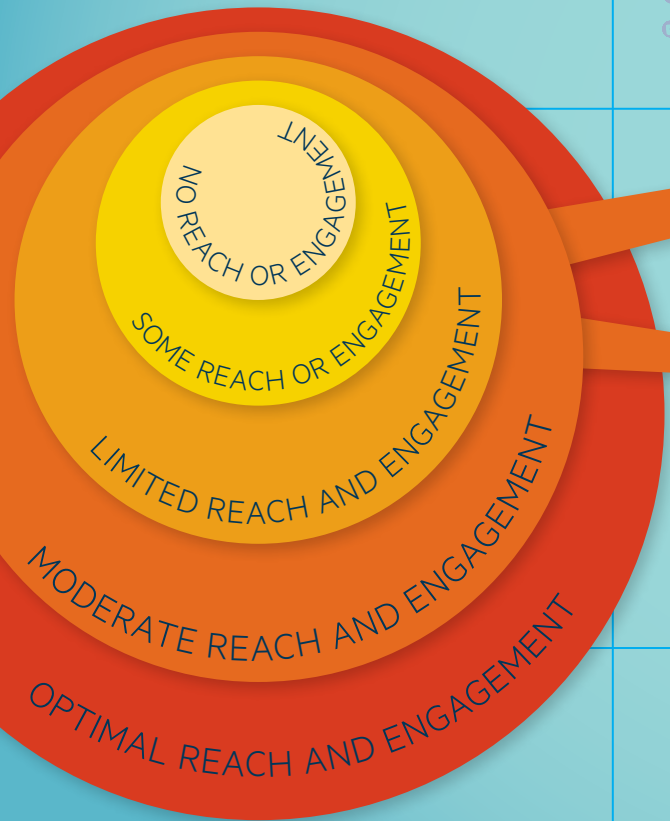 NO REACH OR ENGAGEMENT
SOME REACH OR ENGAGEMENT
LIMITED REACH AND ENGAGEMENT
MODERATE REACH AND ENGAGEMENT
OPTIMAL REACH AND ENGAGEMENT